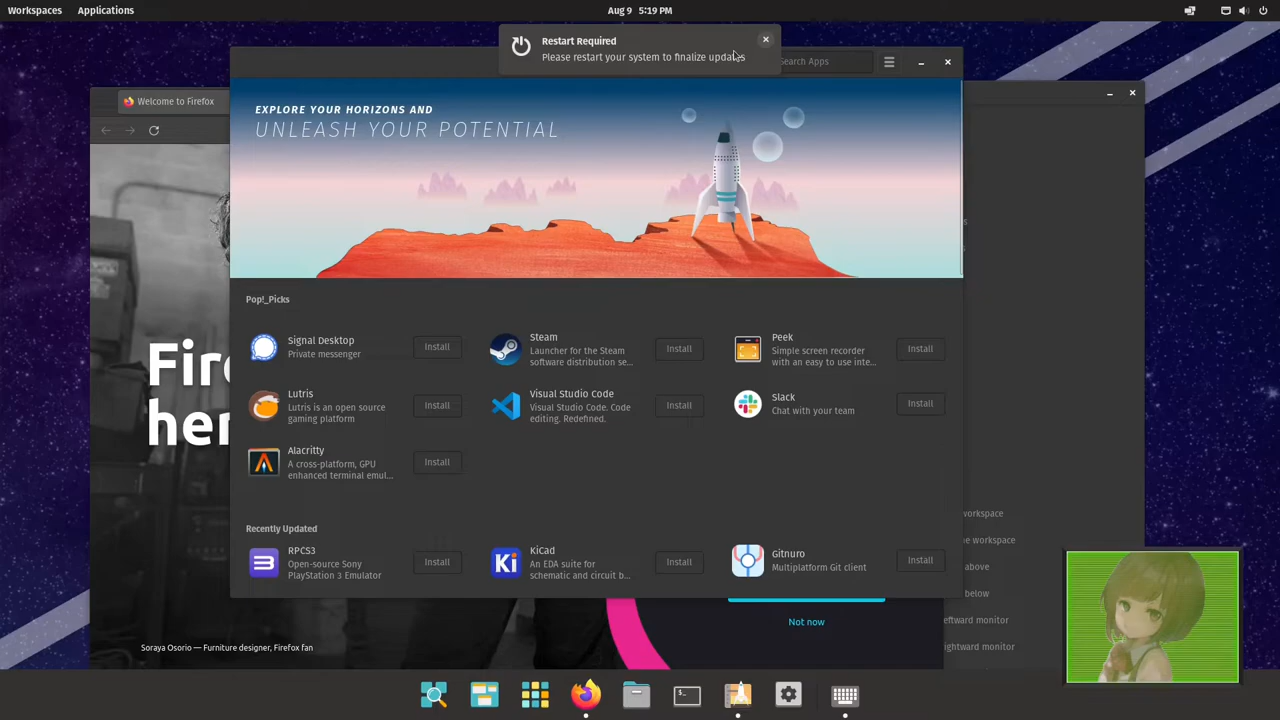 Workspaces
Applications
Aug 9 5:19 PM
Restart Required
Please restart your system to finalize updates
Search Apps
Welcome to Firefox
EXPLORE YOUR HORIZONS AND
UNLEASH YOUR POTENTIAL
Pop!_Picks
Signal Desktop
Private messenger
Install
Steam
Launcher for the Steam
software distribution se...
Install
Peek
Simple screen recorder
with an easy to use inte...
Install
Lutris
Lutris is an open source
gaming platform
Install
Visual Studio Code
Visual Studio Code. Code
editing. Redefined.
Install
Slack
Chat with your team
Install
Alacritty
A cross-platform, GPU
enhanced terminal emul...
Install
Recently Updated
RPCS3
Open-source Sony
PlayStation 3 Emulator
Install
KiCad
An EDA suite for
schematic and circuit b...
Install
Gitnuro
Multiplatform Git client
Install
workspace
workspace
above
below
monitor
monitor
Not now
Soraya Osorio — Furniture designer, Firefox fan